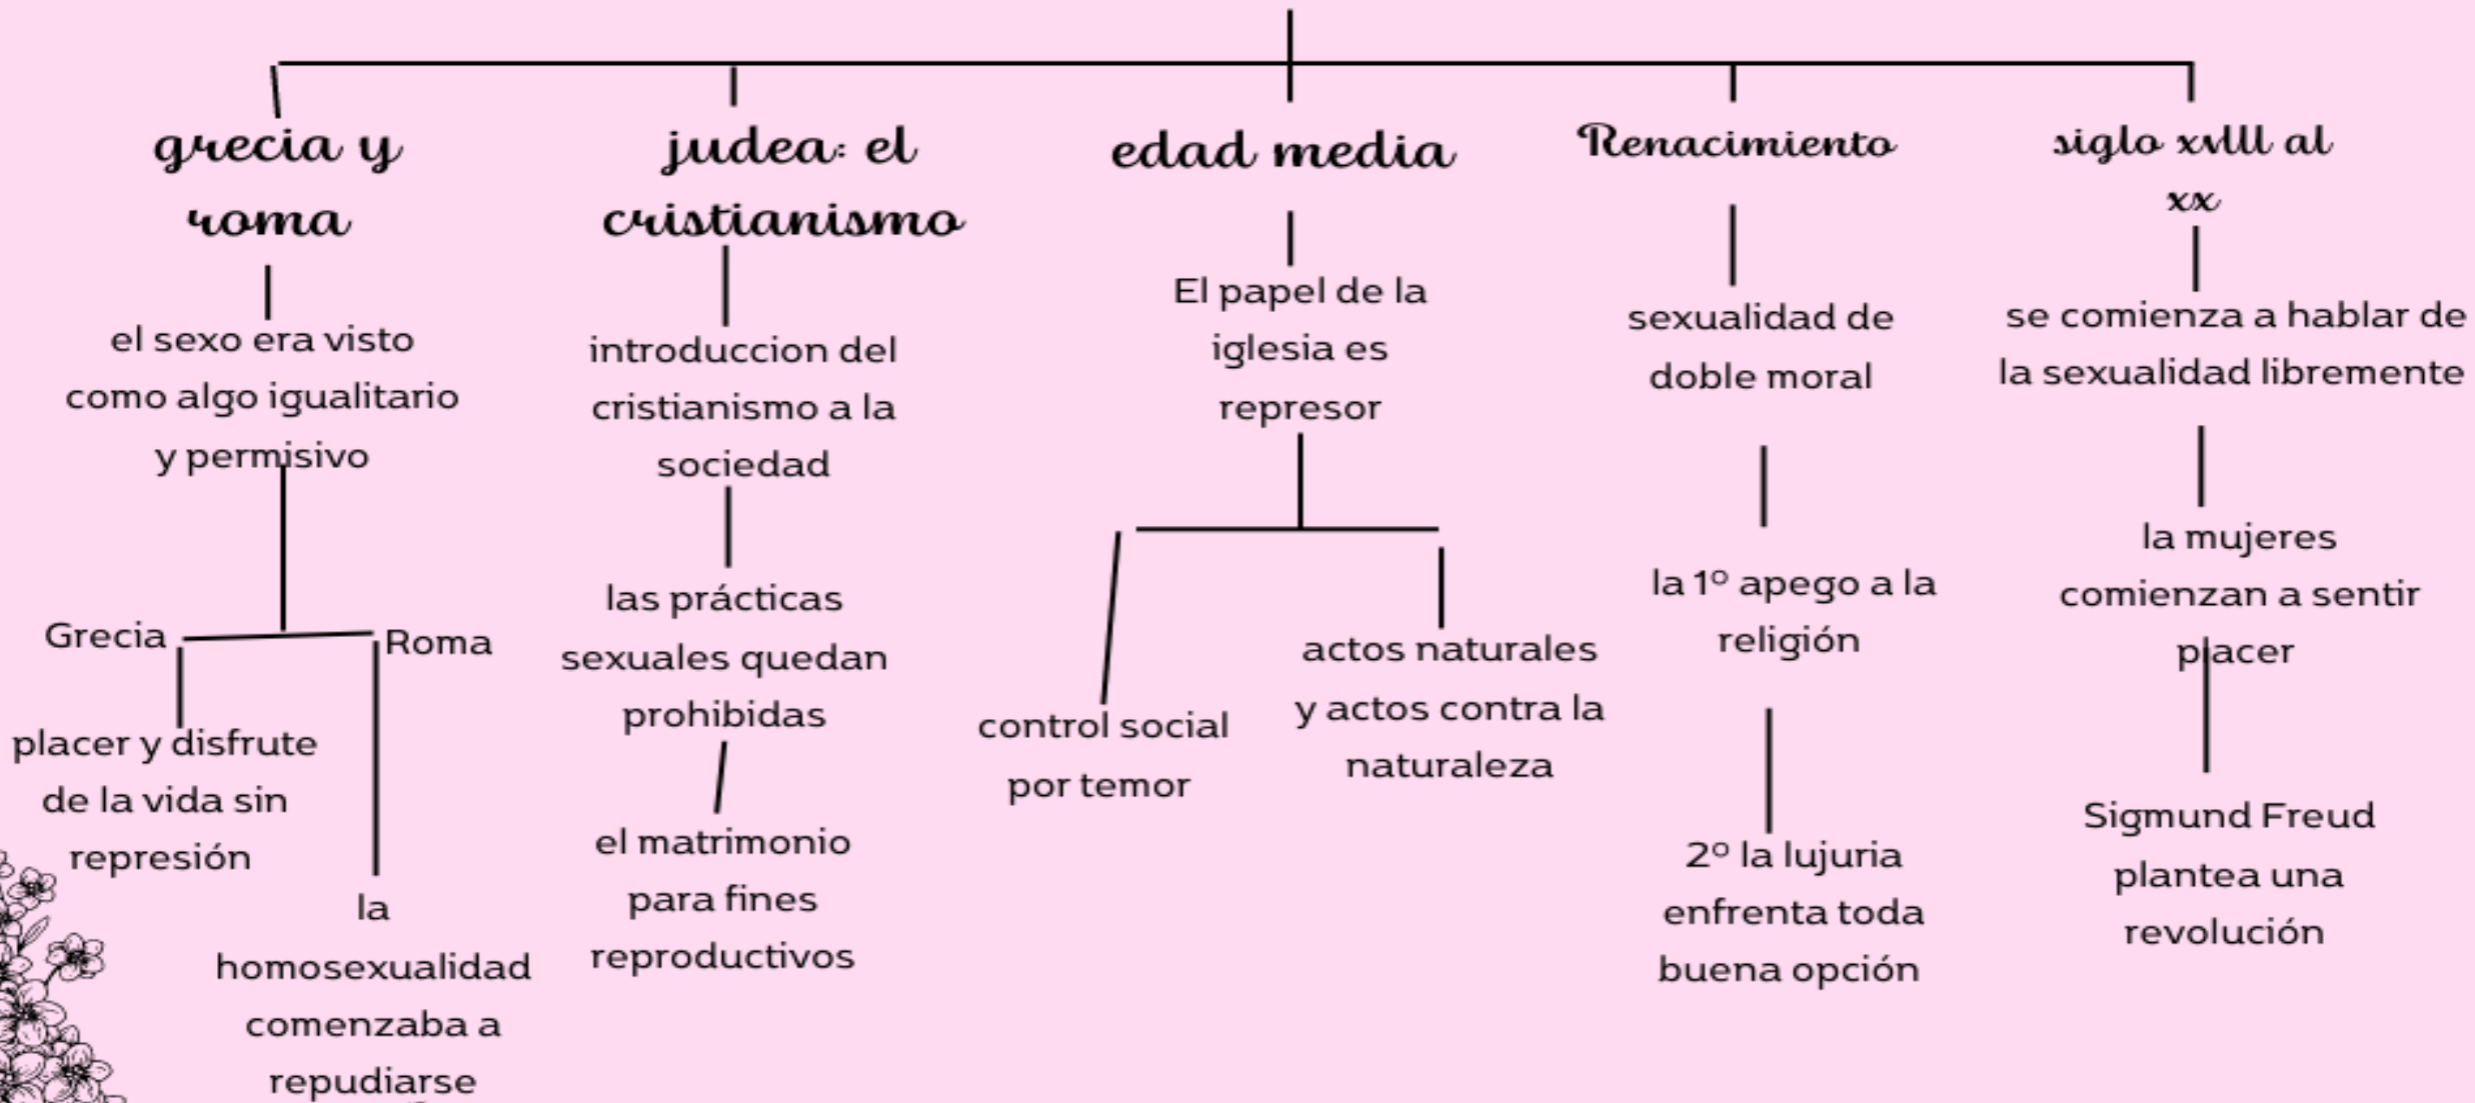 grecia y
roma
el sexo era visto
como algo igualitario
y permisivo
Grecia
placer y disfrute
de la vida sin
represión
Roma
la
homosexualidad
comenzaba a
repudiarse
judea: el
cristianismo
introduccion del
cristianismo a la
sociedad
las prácticas
sexuales quedan
prohibidas
el matrimonio
para fines
reproductivos
edad media
El papel de la
iglesia es
represor
control social
por temor
actos naturales
y actos contra la
naturaleza
Renacimiento
sexualidad de
doble moral
la 1º apego a la
religión
2º la lujuria
enfrenta toda
buena opción
siglo xvlll al
xx
se comienza a hablar de
la sexualidad libremente
la mujeres
comienzan a sentir
placer
Sigmund Freud
plantea una
revolución